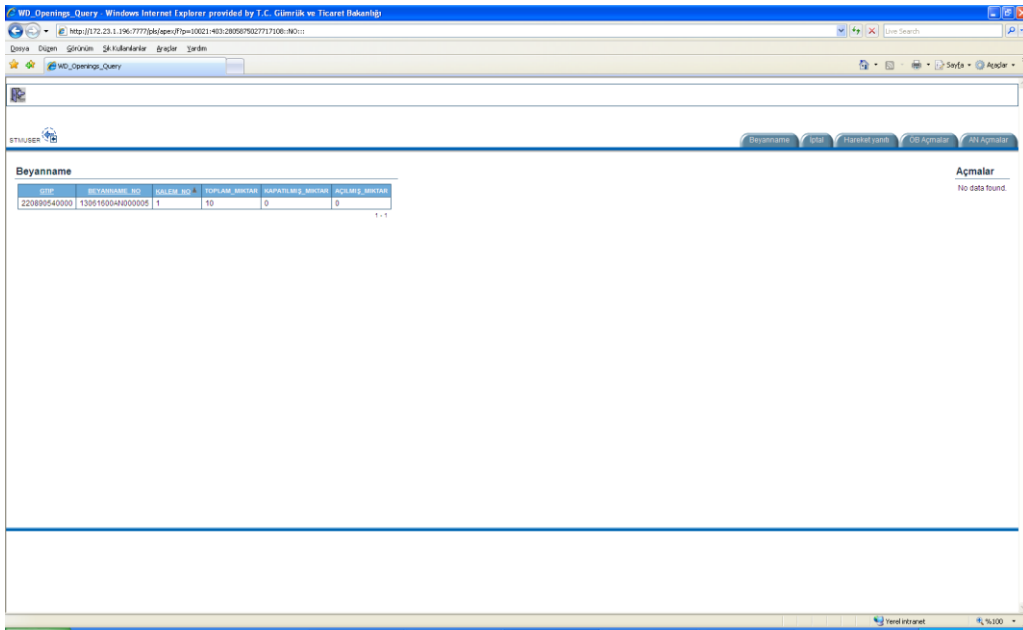 WD_Openings_Query - Windows Internet Explorer provided by T.C. Gümrük ve Ticaret Bakanlığı
http://172.23.1.196:7777/pls/apex/f?p=10021:403:2805875027717108::NO:::
Live Search
Dosya Düzen Görünüm Sık Kullanılanlar Araçlar Yardım
WD_Openings_Query
Sayfa Araçlar
STMUSER
Beyanname İptal Hareket yanıti OB Açmalar AN Açmalar
Beyanname Açmalar
GTIP BEYANNAME_NO KALEM_NO TOPLAM_MIKTAR KAPATILMIŞ_MIKTAR AÇILMIŞ_MIKTAR No data found.
220890540000 13061600AN000005 1 10 0 0
1 - 1
Yerel intranet %100